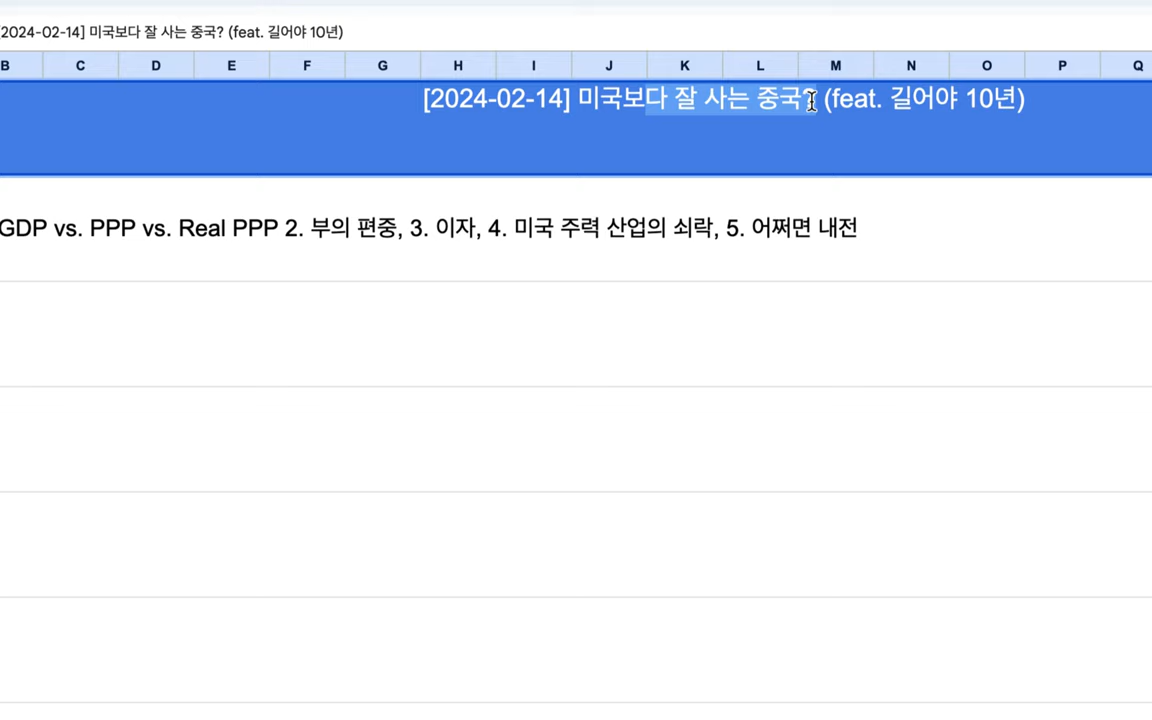 [2024-02-14] 미국보다 잘 사는 중국? (feat. 길어야 10년)
B C D E F G H I J K L M N O P Q
[2024-02-14] 미국보다 잘 사는 중국? (feat. 길어야 10년)
GDP vs. PPP vs. Real PPP 2. 부의 편중, 3. 이자, 4. 미국 주력 산업의 쇠락, 5. 어쩌면 내전